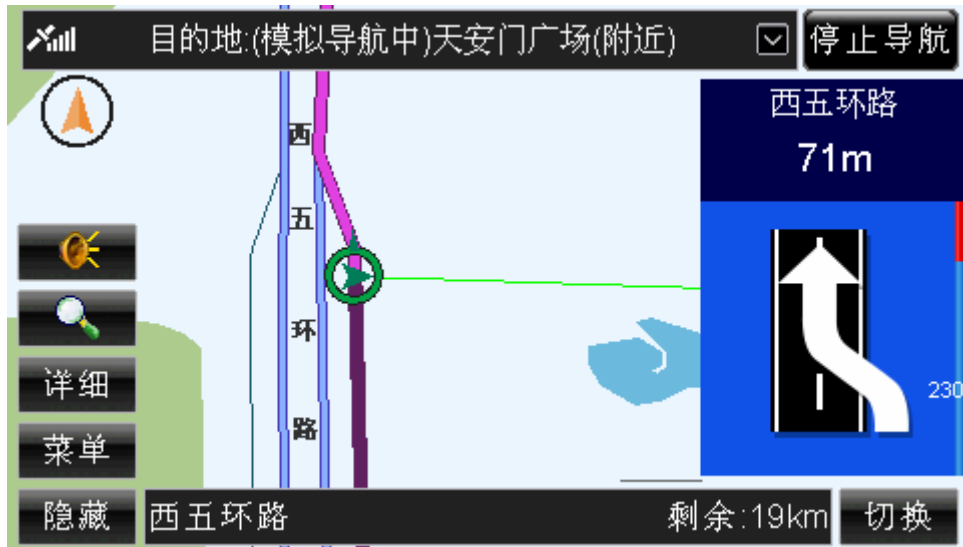 目的地:(模拟导航中)天安门广场(附近)
停止导航
西五环路
71m
西
五
环
路
230
详细
菜单
隐藏
西五环路
剩余:19km
切换